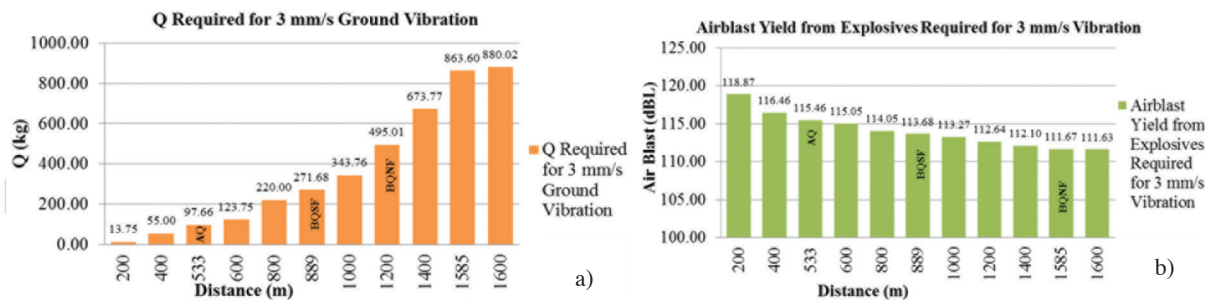 Q Required for 3 mm/s Ground Vibration
1000.00
800.00
600.00
400.00
200.00
0.00
Q (kg)
13.75
55.00
97.66
123.75
220.00
271.68
343.76
495.01
673.77
863.60
880.02
AQ
BQSF
BQNF
200
400
533
600
800
889
1000
1200
1400
1585
1600
Distance (m)
Q Required
for 3 mm/s
Ground
Vibration
a)
Airblast Yield from Explosives Required for 3 mm/s Vibration
125.00
120.00
115.00
110.00
105.00
100.00
Air Blast (dBL)
118.87
116.46
115.46
115.05
114.05
113.68
113.27
112.64
112.10
111.67
111.63
AQ
BQSF
BQNF
200
400
533
600
800
889
1000
1200
1400
1585
1600
Distance (m)
Airblast
Yield from
Explosives
Required
for 3 mm/s
Vibration
b)